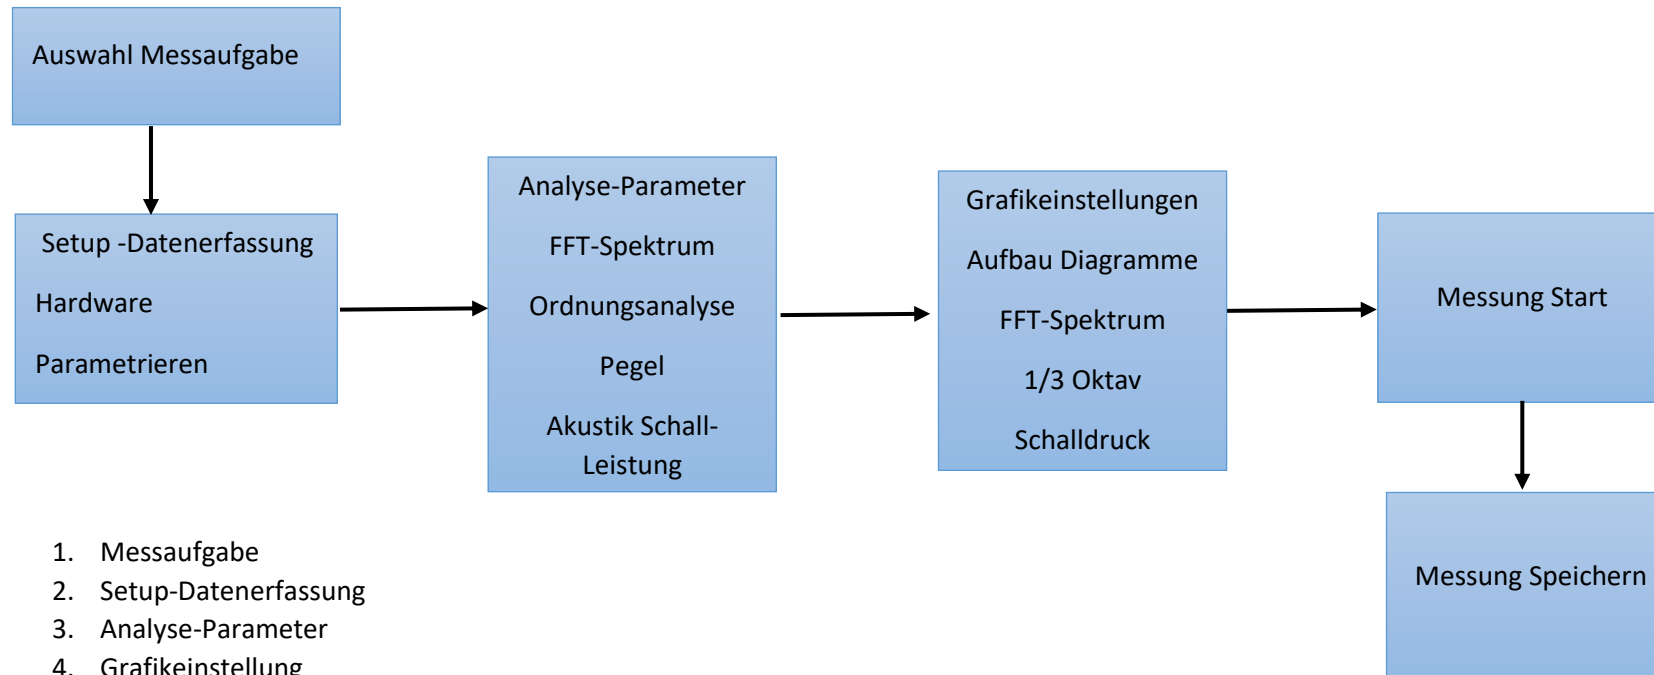 Auswahl Messaufgabe
Setup -Datenerfassung
Hardware
Parametrieren
Analyse-Parameter
FFT-Spektrum
Ordnungsanalyse
Pegel
Akustik Schall-
Leistung
Grafikeinstellungen
Aufbau Diagramme
FFT-Spektrum
1/3 Oktav
Schalldruck
Messung Start
Messung Speichern
1. Messaufgabe
2. Setup-Datenerfassung
3. Analyse-Parameter
4. Grafikeinstellung